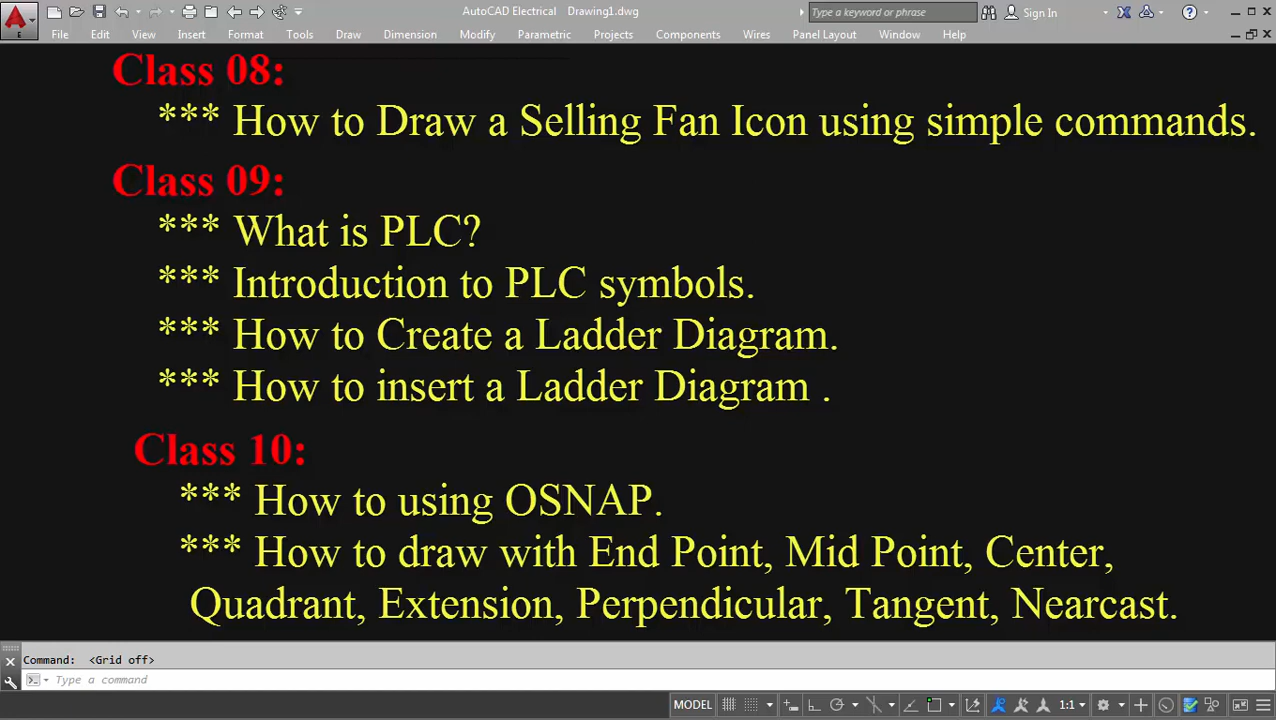 AutoCAD Electrical Drawing1.dwg
Type a keyword or phrase
Sign In
E
File Edit View Insert Format Tools Draw Dimension Modify Parametric Projects Components Wires Panel Layout Window Help
Class 08:
*** How to Draw a Selling Fan Icon using simple commands.
Class 09:
*** What is PLC?
*** Introduction to PLC symbols.
*** How to Create a Ladder Diagram.
*** How to insert a Ladder Diagram .
Class 10:
*** How to using OSNAP.
*** How to draw with End Point, Mid Point, Center,
Quadrant, Extension, Perpendicular, Tangent, Nearcast.
Command: <Grid off>
Type a command
MODEL 1:1